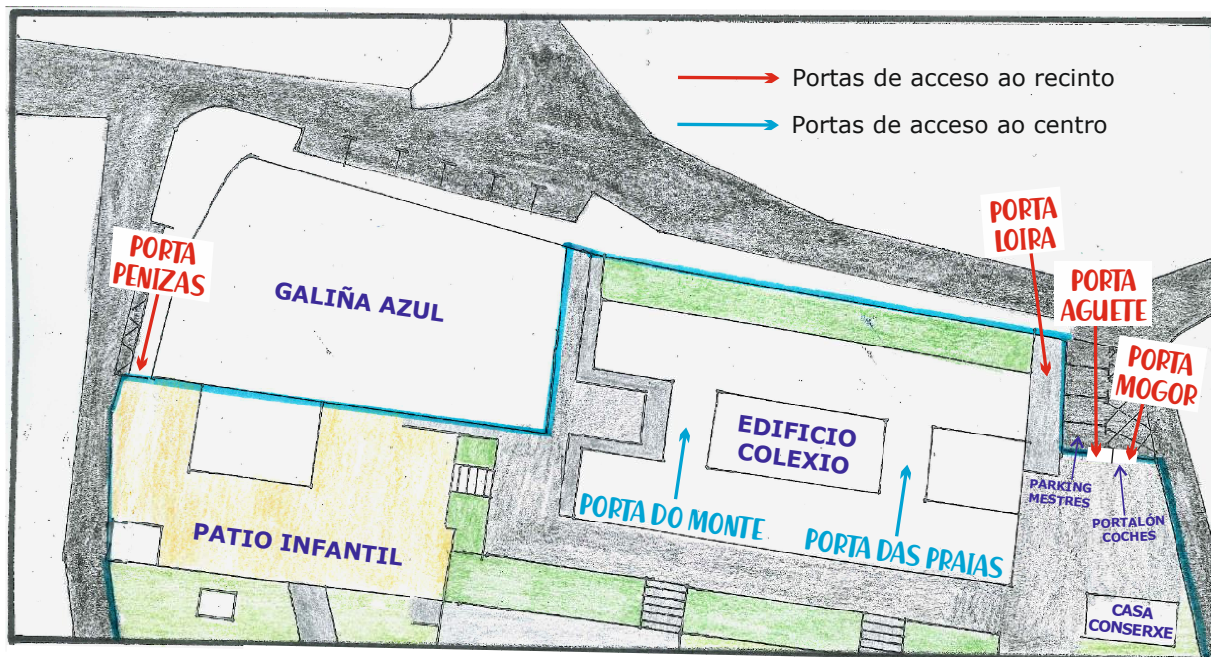 Portas de acceso ao recinto
Portas de acceso ao centro
PORTA
LOIRA
PORTA
PENIZAS
GALIÑA AZUL
PORTA
AGUETE
PORTA
MOGOR
EDIFICIO
COLEXIO
PARKING
MESTRES
PORTA DO MONTE
PORTA DAS PRAIAS
PORTALÓN
COCHES
PATIO INFANTIL
CASA
CONSERXE